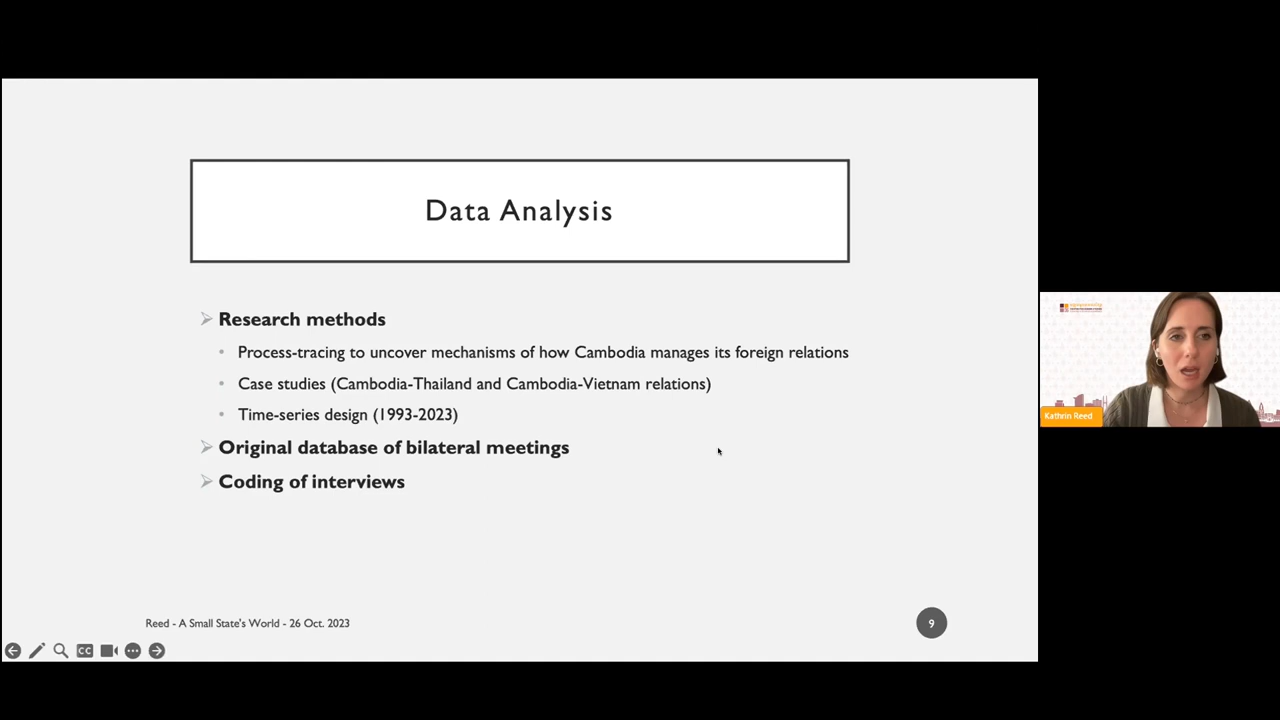 Data Analysis
Research methods
Process-tracing to uncover mechanisms of how Cambodia manages its foreign relations
Case studies (Cambodia-Thailand and Cambodia-Vietnam relations)
Time-series design (1993-2023)
Original database of bilateral meetings
Coding of interviews
Reed - A Small State's World - 26 Oct. 2023
9
CC
Kathrin Reed